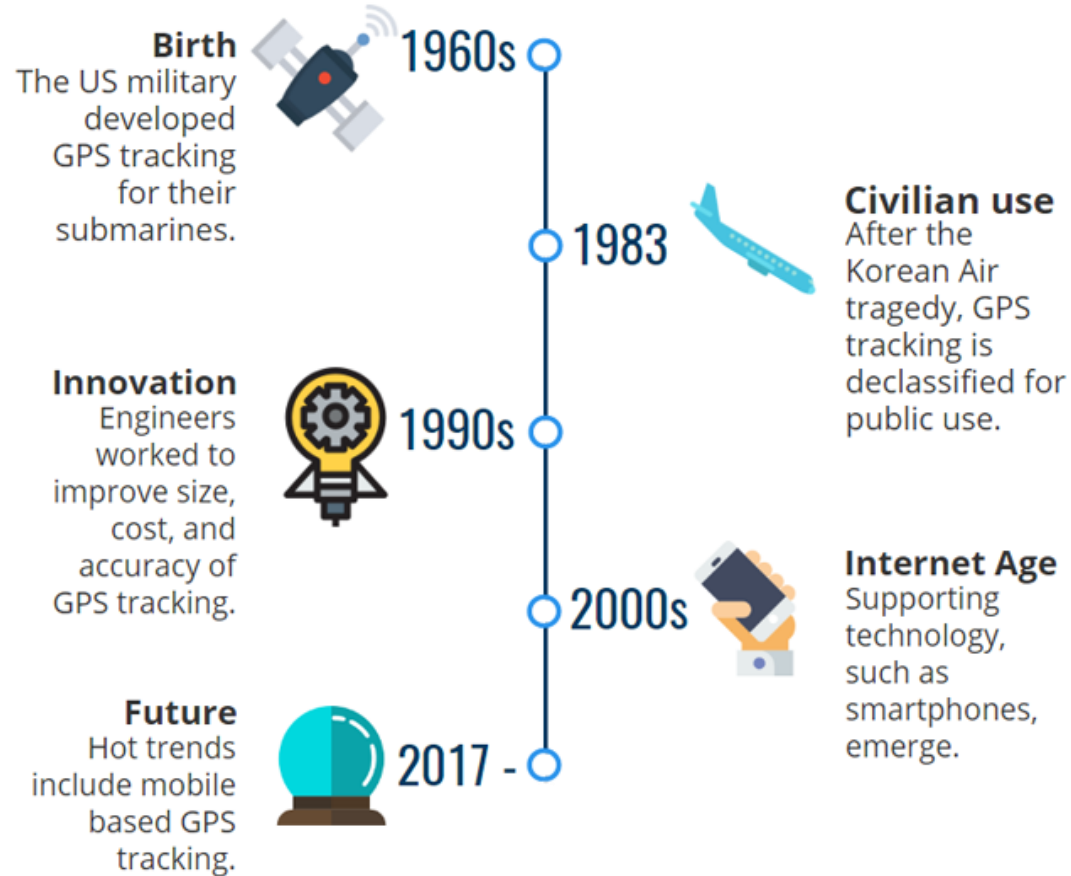 Birth
The US military
developed
GPS tracking
for their
submarines.
1960s
1983
Civilian use
After the
Korean Air
tragedy, GPS
tracking is
declassified for
public use.
Innovation
Engineers
worked to
improve size,
cost, and
accuracy of
GPS tracking.
1990s
2000s
Internet Age
Supporting
technology,
such as
smartphones,
emerge.
Future
Hot trends
include mobile
based GPS
tracking.
2017 -